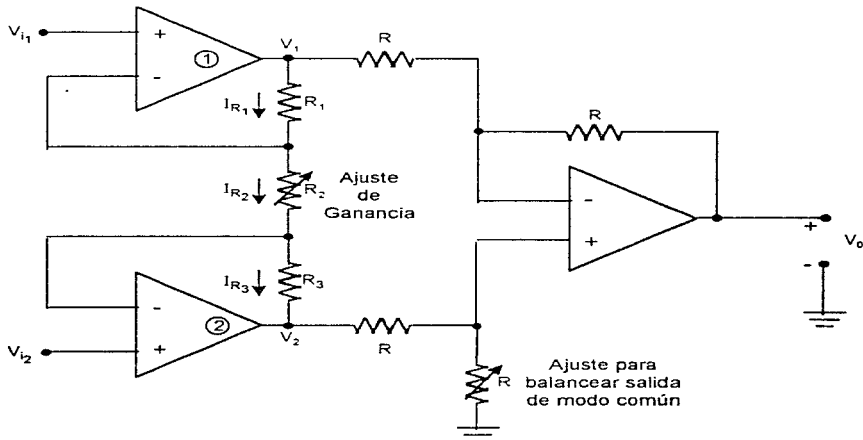 Vi1
+
-
1
V1
R
IR1
R1
R
IR2
R2
Ajuste
de
Ganancia
-
+
+
-
Vo
IR3
R3
-
+
2
Vi2
V2
R
R
Ajuste para
balancear salida
de modo común